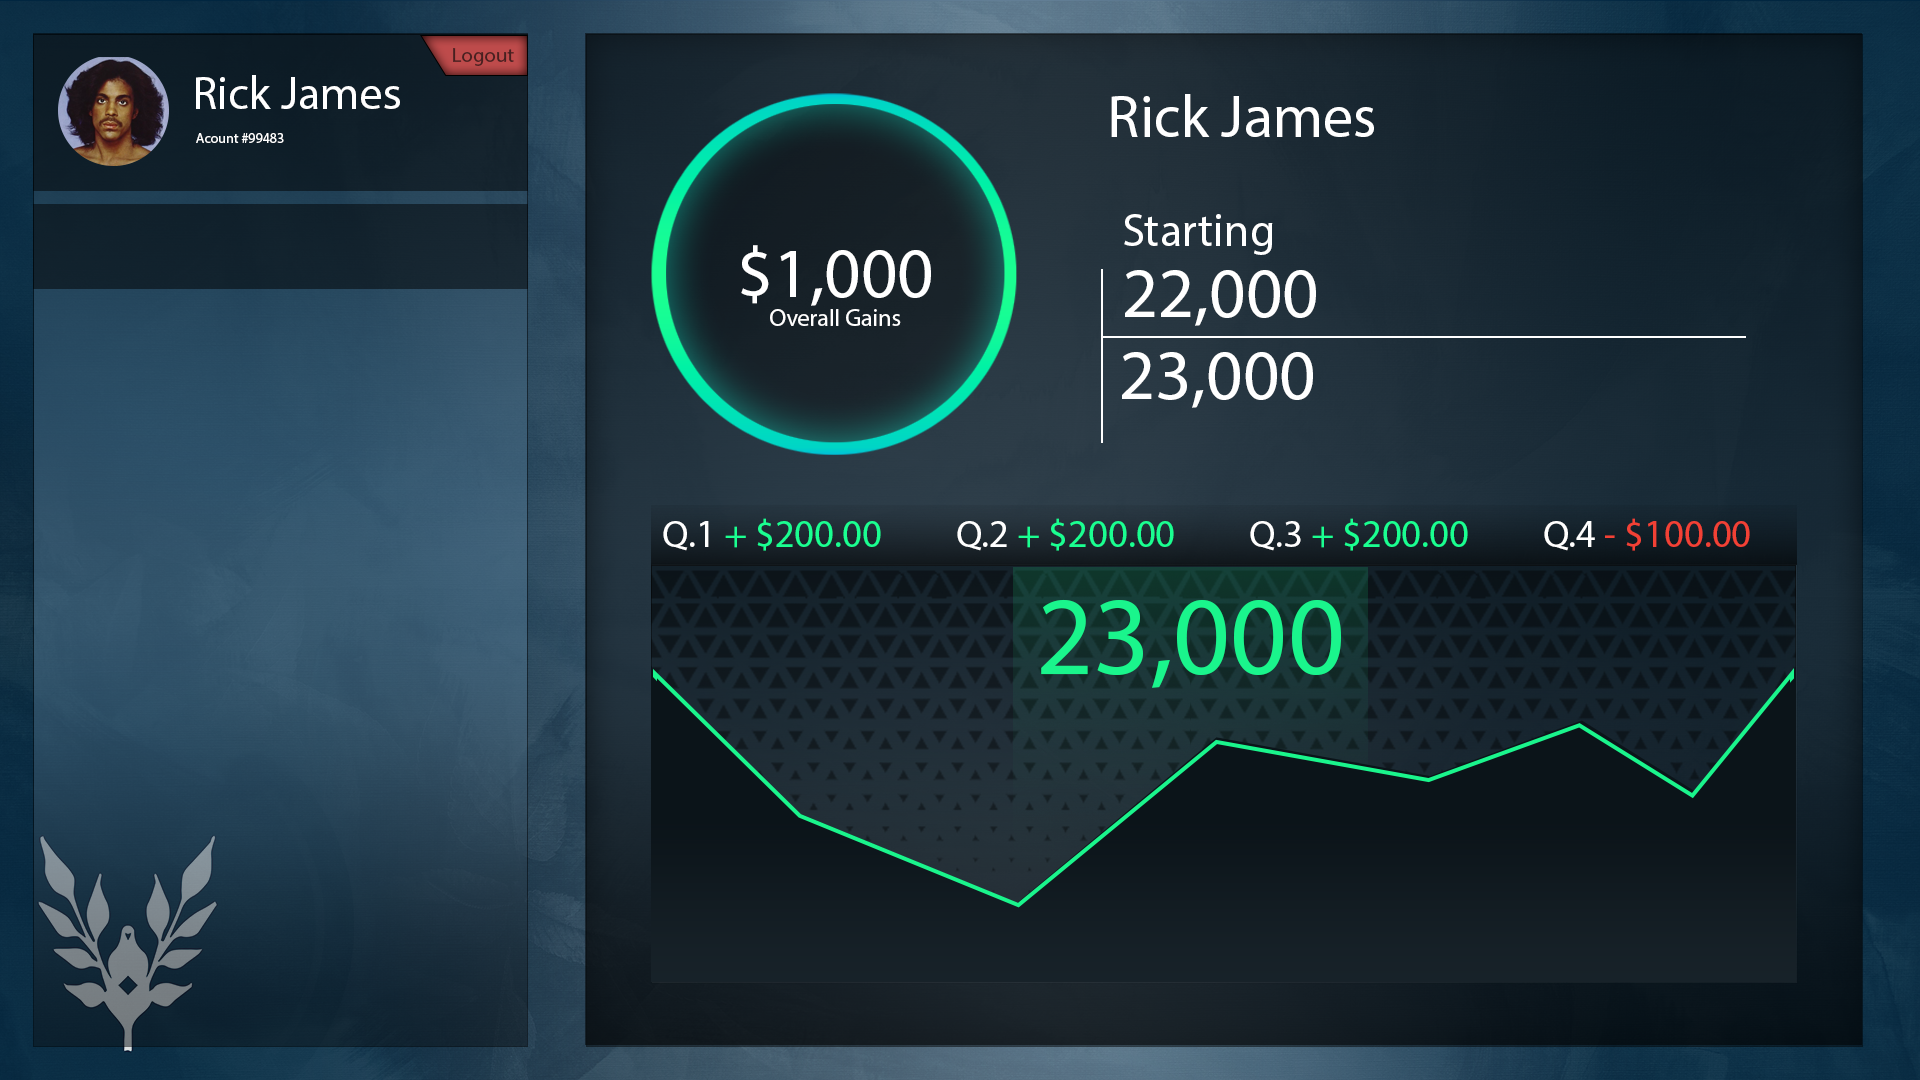 Logout
Rick James
Acount #99483
Rick James
$1,000
Overall Gains
Starting
22,000
23,000
Q.1 + $200.00 Q.2 + $200.00 Q.3 + $200.00 Q.4 - $100.00
23,000